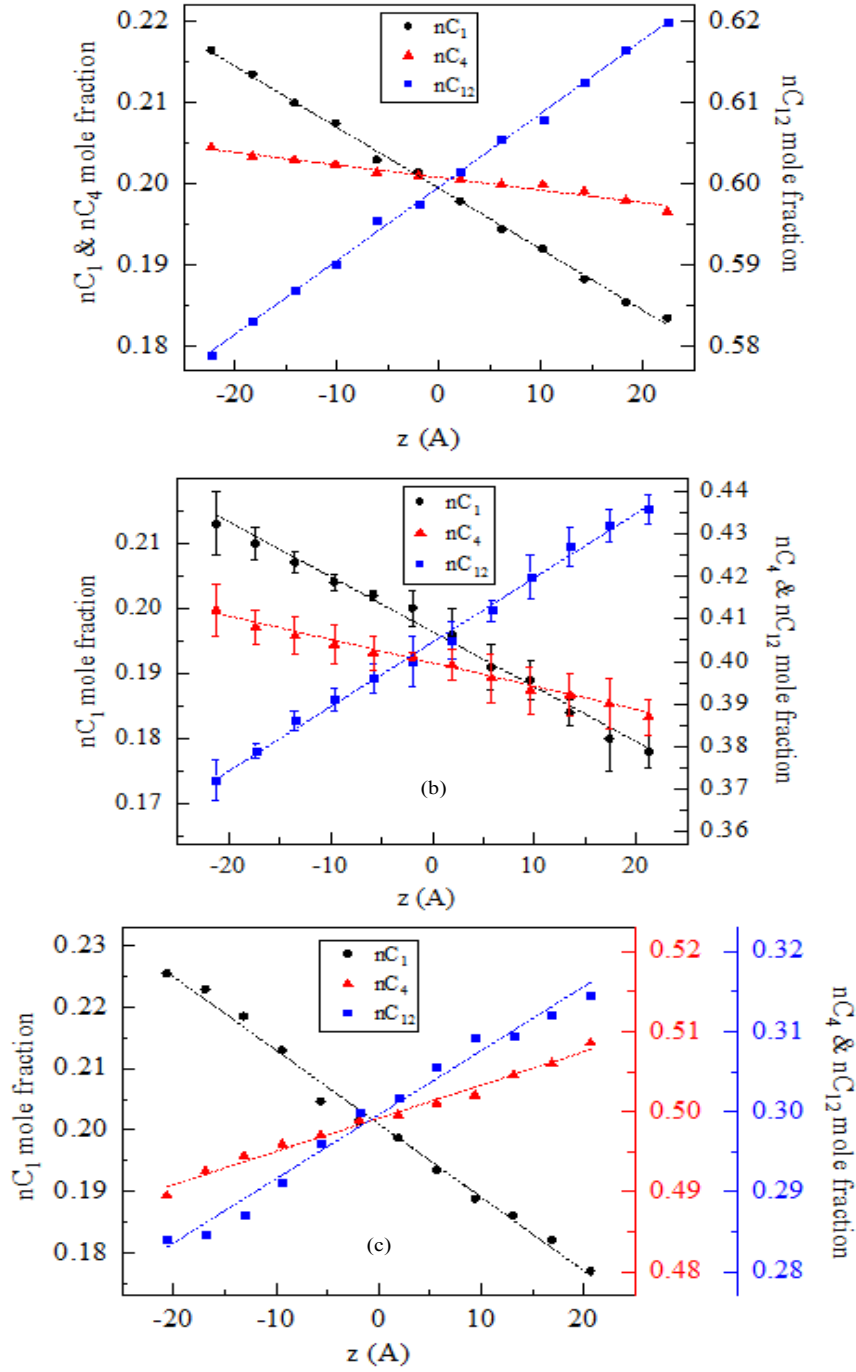 nC1 & nC4 mole fraction
0.22
0.21
0.20
0.19
0.18
nC1
nC4
nC12
0.62
0.61
0.60
0.59
0.58
nC12 mole fraction
-20
-10
0
10
20
z (A)
nC1 mole fraction
0.21
0.20
0.19
0.18
0.17
nC1
nC4
nC12
(b)
0.44
0.43
0.42
0.41
0.40
0.39
0.38
0.37
0.36
nC4 & nC12 mole fraction
-20
-10
0
10
20
z (A)
nC1 mole fraction
0.23
0.22
0.21
0.20
0.19
0.18
nC1
nC4
nC12
(c)
0.52
0.51
0.50
0.49
0.48
0.32
0.31
0.30
0.29
0.28
nC4 & nC12 mole fraction
-20
-10
0
10
20
z (A)